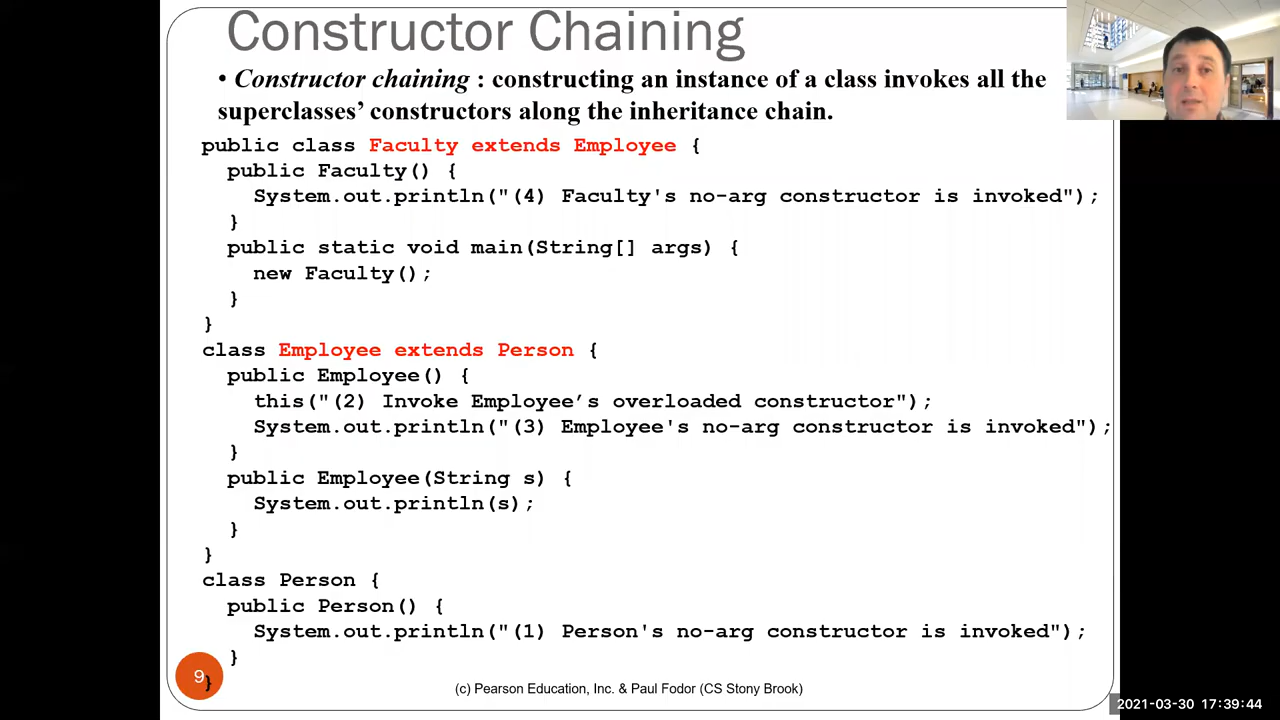 Constructor Chaining
• Constructor chaining : constructing an instance of a class invokes all the
superclasses’ constructors along the inheritance chain.
public class Faculty extends Employee {
public Faculty() {
System.out.println("(4) Faculty's no-arg constructor is invoked");
}
public static void main(String[] args) {
new Faculty();
}
}
class Employee extends Person {
public Employee() {
this("(2) Invoke Employee’s overloaded constructor");
System.out.println("(3) Employee's no-arg constructor is invoked");
}
public Employee(String s) {
System.out.println(s);
}
}
class Person {
public Person() {
System.out.println("(1) Person's no-arg constructor is invoked");
}
}
9
(c) Pearson Education, Inc. & Paul Fodor (CS Stony Brook)
2021-03-30 17:39:44